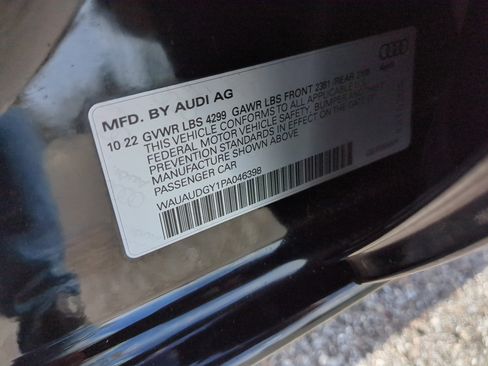 MFD. BY AUDI AG
10 22 GVWR LBS 4299 GAWR LBS FRONT 2381/REAR
THIS VEHICLE CONFORMS TO ALL APPLICABLE U.S.
FEDERAL MOTOR VEHICLE SAFETY, BUMPER AND THEFT
PREVENTION STANDARDS IN EFFECT ON THE DATE OF
MANUFACTURE SHOWN ABOVE
PASSENGER CAR
WAUAUDGY1PA046398
Audi